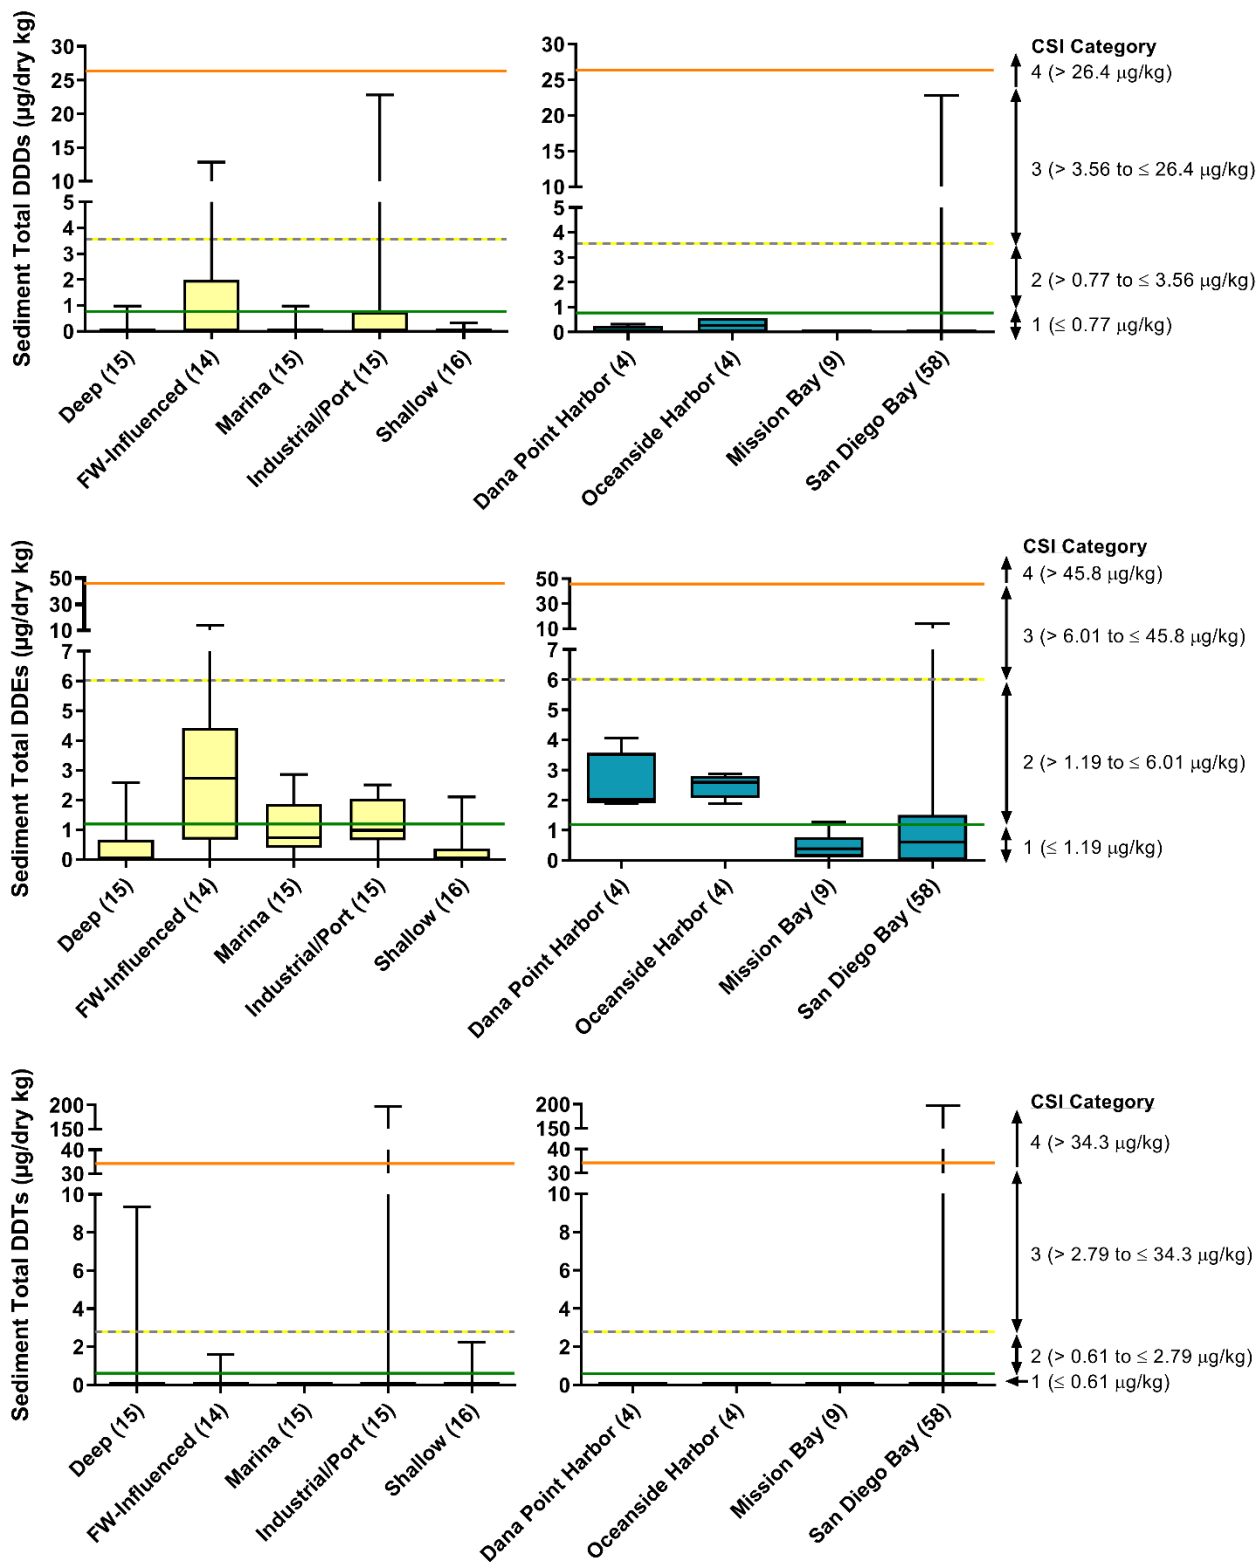 Sediment Total DDDs (µg/dry kg)
30
25
20
15
10
5
4
3
2
1
0
Deep (15)
FW-Influenced (14)
Marina (15)
Industrial/Port (15)
Shallow (16)
30
25
20
15
10
5
4
3
2
1
0
Dana Point Harbor (4)
Oceanside Harbor (4)
Mission Bay (9)
San Diego Bay (58)
CSI Category
4 (> 26.4 µg/kg)
3 (> 3.56 to ≤ 26.4 µg/kg)
2 (> 0.77 to ≤ 3.56 µg/kg)
1 (≤ 0.77 µg/kg)
Sediment Total DDEs (µg/dry kg)
50
30
10
7
6
5
4
3
2
1
0
Deep (15)
FW-Influenced (14)
Marina (15)
Industrial/Port (15)
Shallow (16)
50
30
10
7
6
5
4
3
2
1
0
Dana Point Harbor (4)
Oceanside Harbor (4)
Mission Bay (9)
San Diego Bay (58)
CSI Category
4 (> 45.8 µg/kg)
3 (> 6.01 to ≤ 45.8 µg/kg)
2 (> 1.19 to ≤ 6.01 µg/kg)
1 (≤ 1.19 µg/kg)
Sediment Total DDTs (µg/dry kg)
200
150
40
30
10
8
6
4
2
0
Deep (15)
FW-Influenced (14)
Marina (15)
Industrial/Port (15)
Shallow (16)
200
150
40
30
10
8
6
4
2
0
Dana Point Harbor (4)
Oceanside Harbor (4)
Mission Bay (9)
San Diego Bay (58)
CSI Category
4 (> 34.3 µg/kg)
3 (> 2.79 to ≤ 34.3 µg/kg)
2 (> 0.61 to ≤ 2.79 µg/kg)
1 (≤ 0.61 µg/kg)